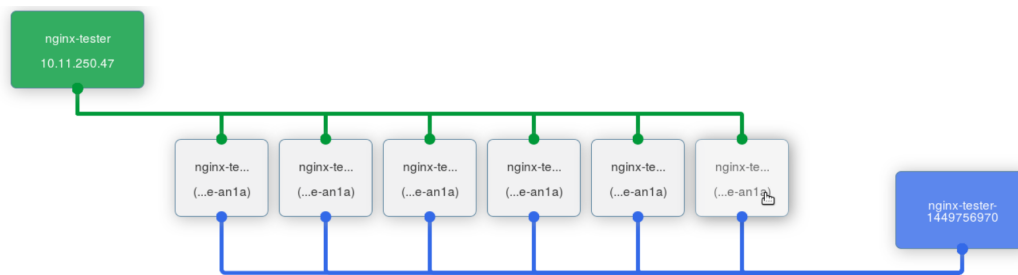 nginx-tester
10.11.250.47
nginx-te...
(...e-an1a)
nginx-te...
(...e-an1a)
nginx-te...
(...e-an1a)
nginx-te...
(...e-an1a)
nginx-te...
(...e-an1a)
nginx-te...
(...e-an1a)
nginx-tester-
1449756970